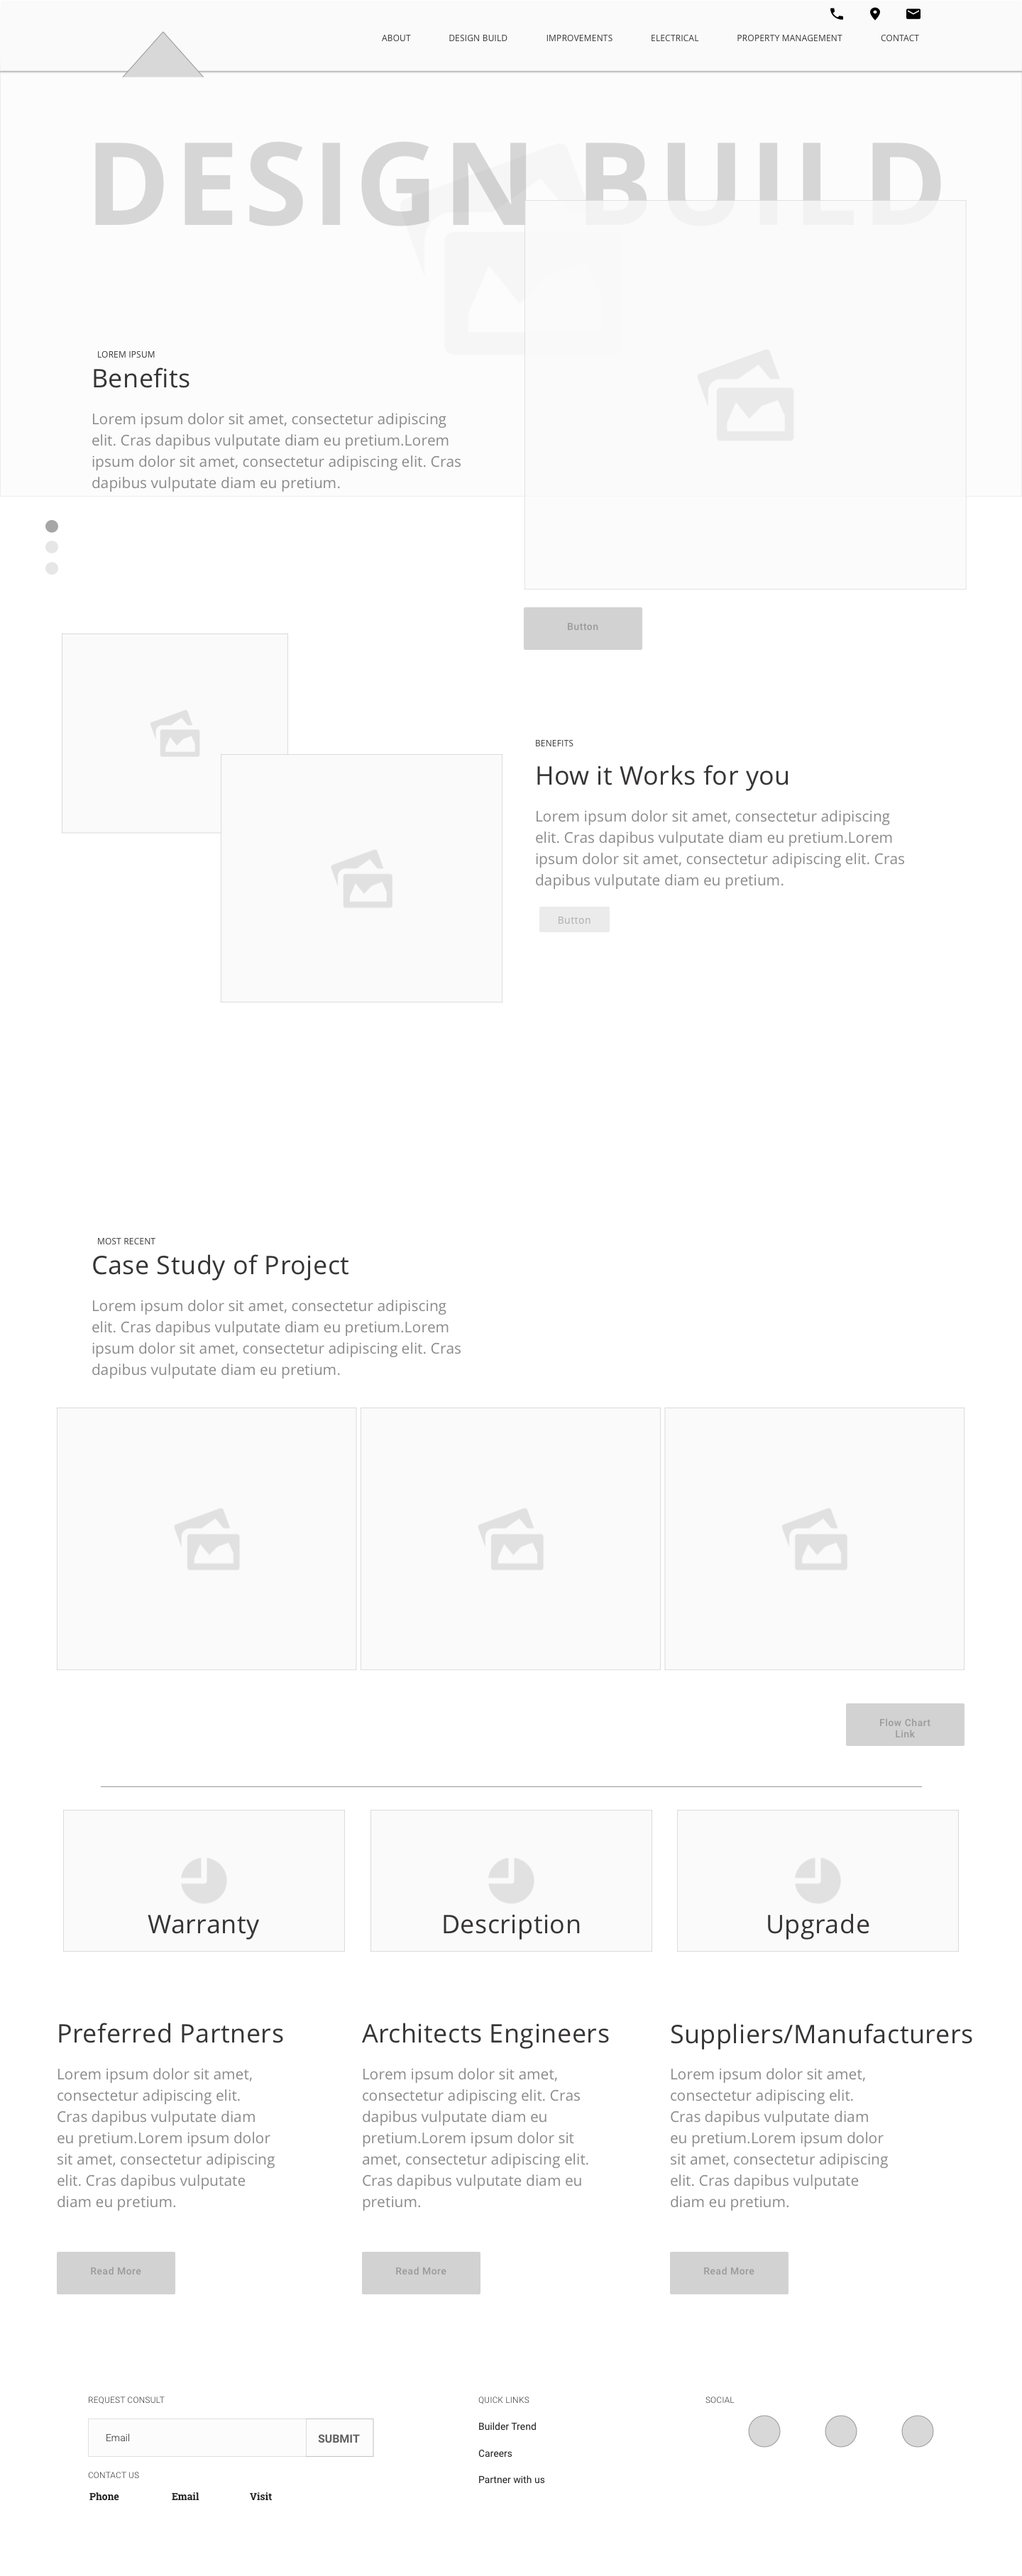 ABOUT DESIGN BUILD IMPROVEMENTS ELECTRICAL PROPERTY MANAGEMENT CONTACT
DESIGN BUILD
LOREM IPSUM
Benefits
Lorem ipsum dolor sit amet, consectetur adipiscing
elit. Cras dapibus vulputate diam eu pretium.Lorem
ipsum dolor sit amet, consectetur adipiscing elit. Cras
dapibus vulputate diam eu pretium.
Button
BENEFITS
How it Works for you
Lorem ipsum dolor sit amet, consectetur adipiscing
elit. Cras dapibus vulputate diam eu pretium.Lorem
ipsum dolor sit amet, consectetur adipiscing elit. Cras
dapibus vulputate diam eu pretium.
Button
MOST RECENT
Case Study of Project
Lorem ipsum dolor sit amet, consectetur adipiscing
elit. Cras dapibus vulputate diam eu pretium.Lorem
ipsum dolor sit amet, consectetur adipiscing elit. Cras
dapibus vulputate diam eu pretium.
Flow Chart
Link
Warranty
Description
Upgrade
Preferred Partners
Lorem ipsum dolor sit amet,
consectetur adipiscing elit.
Cras dapibus vulputate diam
eu pretium.Lorem ipsum dolor
sit amet, consectetur adipiscing
elit. Cras dapibus vulputate
diam eu pretium.
Read More
Architects Engineers
Lorem ipsum dolor sit amet,
consectetur adipiscing elit. Cras
dapibus vulputate diam eu
pretium.Lorem ipsum dolor sit
amet, consectetur adipiscing elit.
Cras dapibus vulputate diam eu
pretium.
Read More
Suppliers/Manufacturers
Lorem ipsum dolor sit amet,
consectetur adipiscing elit.
Cras dapibus vulputate diam
eu pretium.Lorem ipsum dolor
sit amet, consectetur adipiscing
elit. Cras dapibus vulputate
diam eu pretium.
Read More
REQUEST CONSULT
Email SUBMIT
CONTACT US
Phone Email Visit
QUICK LINKS
Builder Trend
Careers
Partner with us
SOCIAL